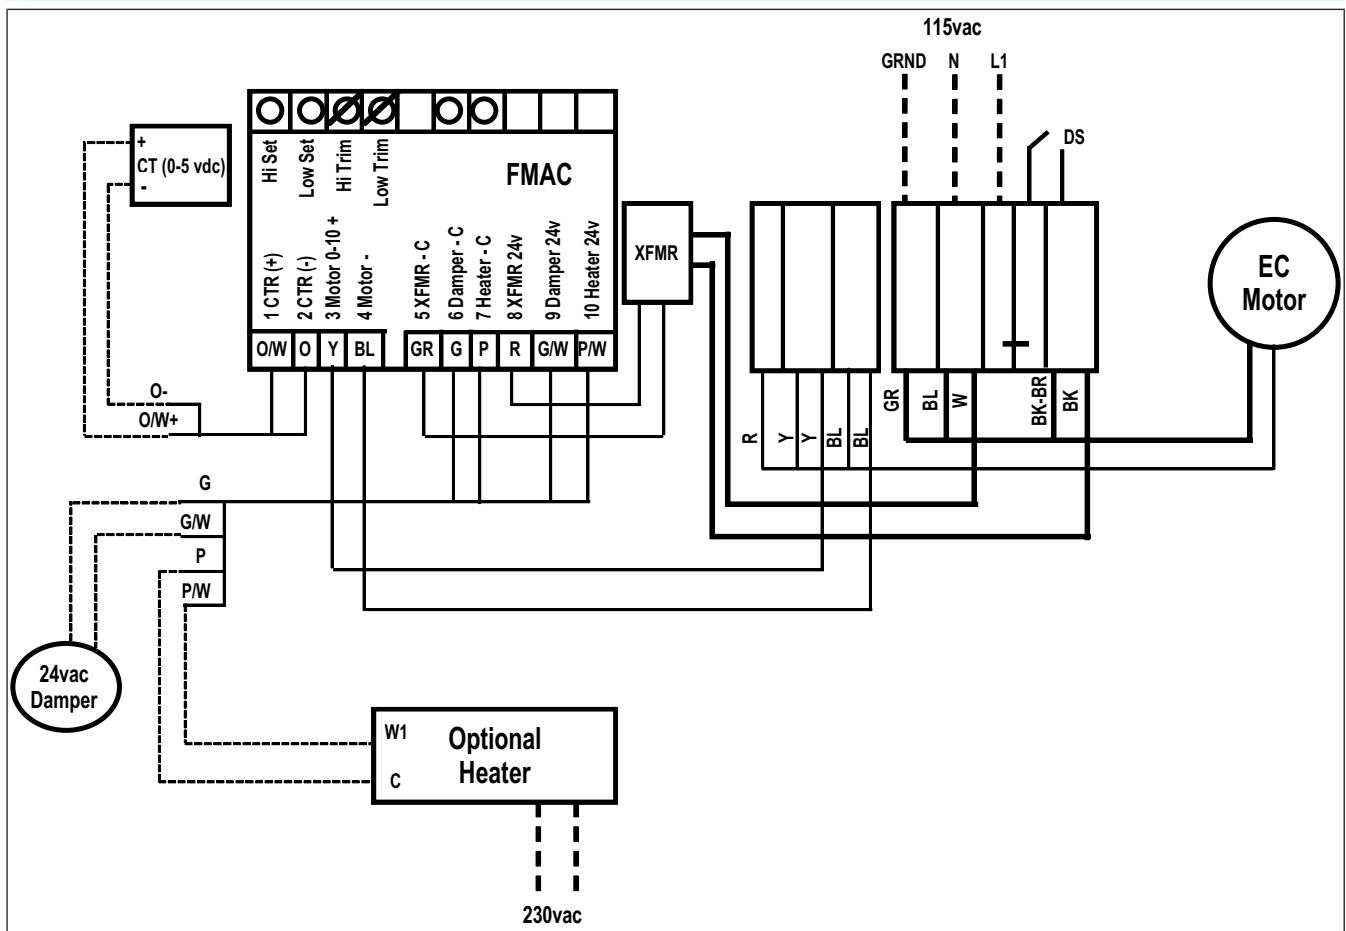 115vac
GRND N L1
DS
+
CT (0-5 vdc)
-
Hi Set
Low Set
Hi Trim
Low Trim
FMAC
1 CTR (+)
2 CTR (-)
3 Motor 0-10 +
4 Motor -
5 XFMR - C
6 Damper - C
7 Heater - C
8 XFMR 24v
9 Damper 24v
10 Heater 24v
O/W O Y BL GR G P R G/W P/W
XFMR
EC
Motor
O-
O/W+
R Y Y BL BL
GR BL W BK-BR BK
G
G/W
P
P/W
24vac
Damper
W1
C
Optional
Heater
230vac